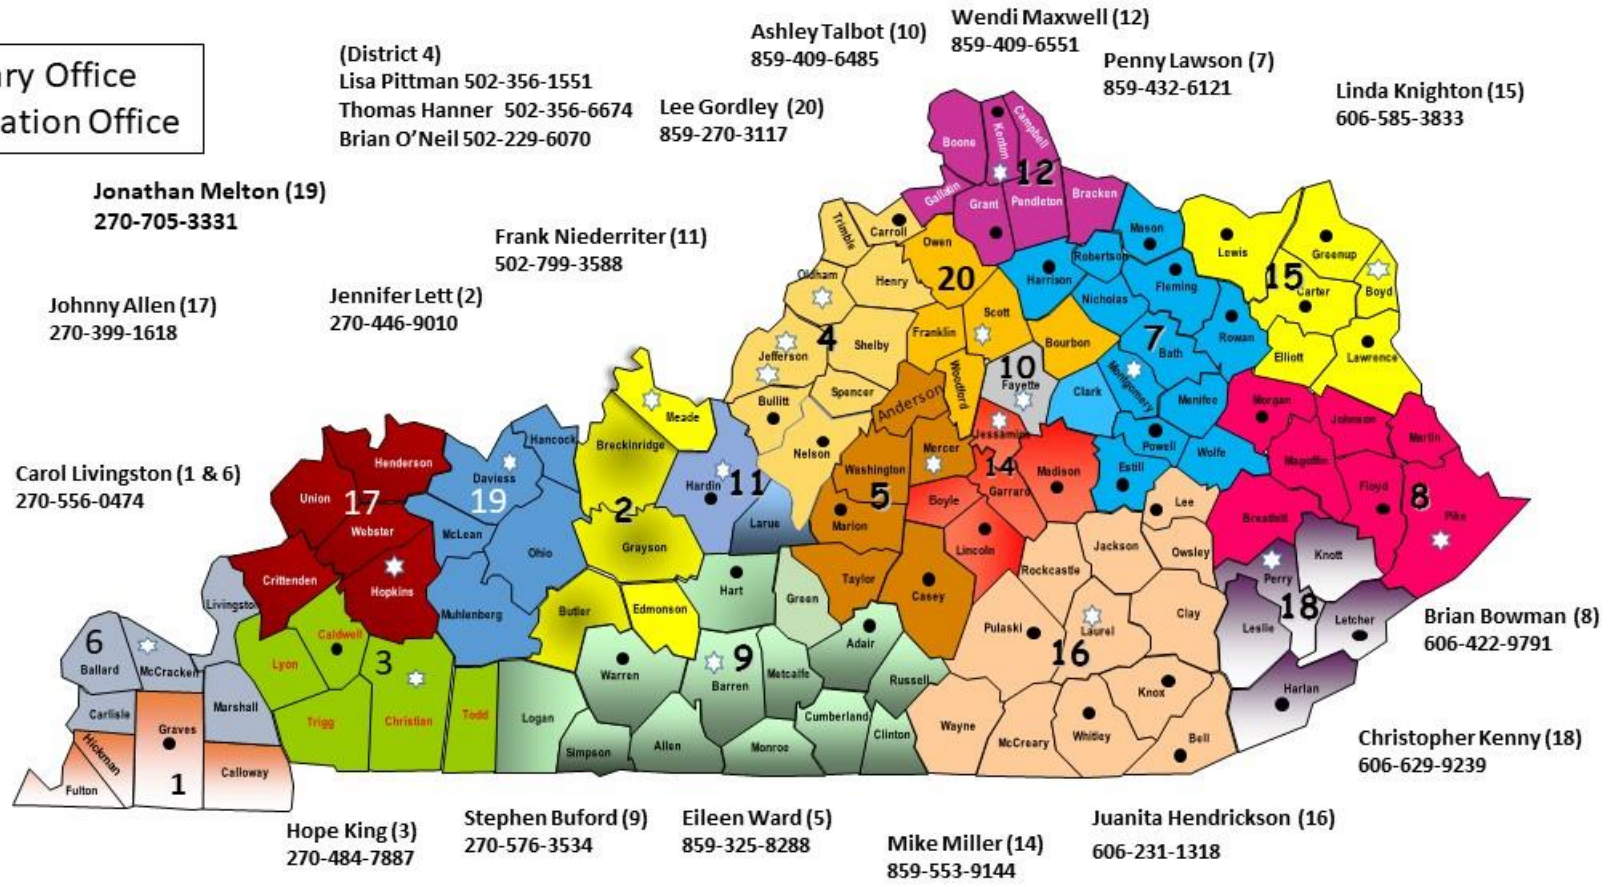 ary Office
ation Office
(District 4)
Lisa Pittman 502-356-1551
Thomas Hanner 502-356-6674
Brian O’Neil 502-229-6070
Ashley Talbot (10)
859-409-6485
Wendi Maxwell (12)
859-409-6551
Penny Lawson (7)
859-432-6121
Linda Knighton (15)
606-585-3833
Lee Gordley (20)
859-270-3117
Jonathan Melton (19)
270-705-3331
Frank Niederriter (11)
502-799-3588
Johnny Allen (17)
270-399-1618
Jennifer Lett (2)
270-446-9010
Carol Livingston (1 & 6)
270-556-0474
Boone
Kenton
Campbell
12
Gallatin
Grant
Pendleton
Bracken
Trimble
Carroll
Owen
20
Oldham
Henry
Scott
Franklin
Woodford
Bourbon
4
Jefferson
Shelby
Spencer
Bullitt
Nelson
Mason
Robertson
Harrison
Nicholas
Fleming
Rowan
7
Bath
Montgomery
Menifee
Clark
Powell
Estill
Wolfe
Lewis
Greenup
15
Carter
Boyd
Elliott
Lawrence
10
Fayette
Anderson
Mercer
Washington
5
Marion
Taylor
Casey
Jessamine
14
Madison
Garrard
Boyle
Lincoln
Morgan
Johnson
Martin
Magoffin
Floyd
8
Pike
Breathitt
Meade
Breckinridge
2
Grayson
Butler
Edmonson
Hardin
11
Larue
Hancock
Daviess
19
McLean
Ohio
Muhlenberg
Henderson
Union
17
Webster
Crittenden
Hopkins
Livingston
6
Ballard
McCracken
Carlisle
Marshall
Graves
Hickman
Fulton
1
Calloway
Caldwell
Lyon
3
Trigg
Christian
Todd
Hart
Green
Adair
Warren
9
Barren
Metcalfe
Russell
Logan
Simpson
Allen
Monroe
Cumberland
Clinton
Lee
Jackson
Owsley
Rockcastle
Pulaski
Laurel
Clay
16
Wayne
McCreary
Whitley
Knox
Bell
Knott
Perry
18
Leslie
Letcher
Harlan
Brian Bowman (8)
606-422-9791
Christopher Kenny (18)
606-629-9239
Hope King (3)
270-484-7887
Stephen Buford (9)
270-576-3534
Eileen Ward (5)
859-325-8288
Mike Miller (14)
859-553-9144
Juanita Hendrickson (16)
606-231-1318